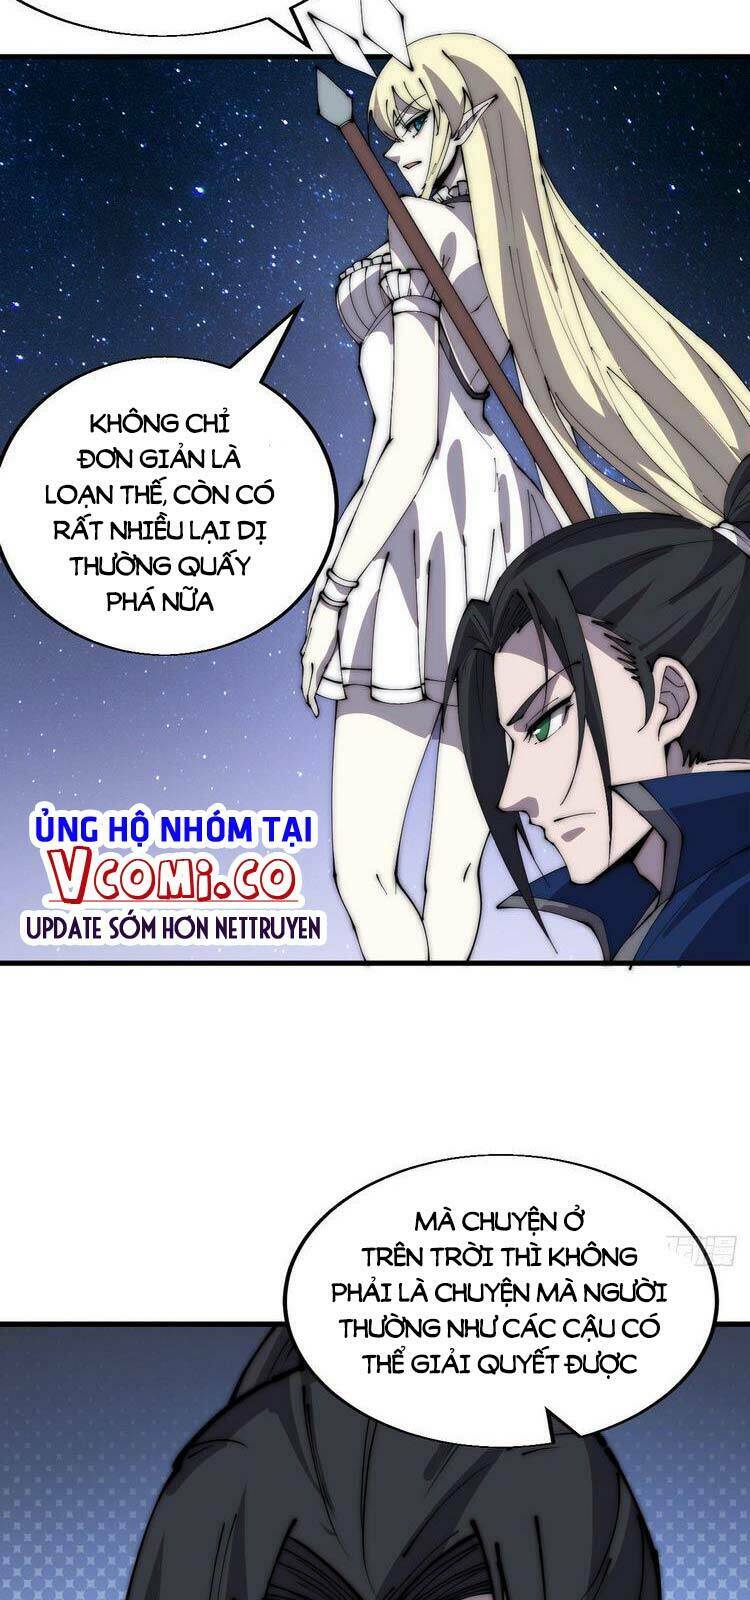 KHÔNG CHỈ
ĐƠN GIẢN LÀ
LOẠN THẾ, CÒN CÓ
RẤT NHIỀU LẠI DỊ
THƯỜNG QUẤY
PHÁ NỮA
ỦNG HỘ NHÓM TẠI
VCOMI.CO
UPDATE SỚM HƠN NETTRUYEN
MÀ CHUYỆN Ở
TRÊN TRỜI THÌ KHÔNG
PHẢI LÀ CHUYỆN MÀ NGƯỜI
THƯỜNG NHƯ CÁC CẬU CÓ
THỂ GIẢI QUYẾT ĐƯỢC